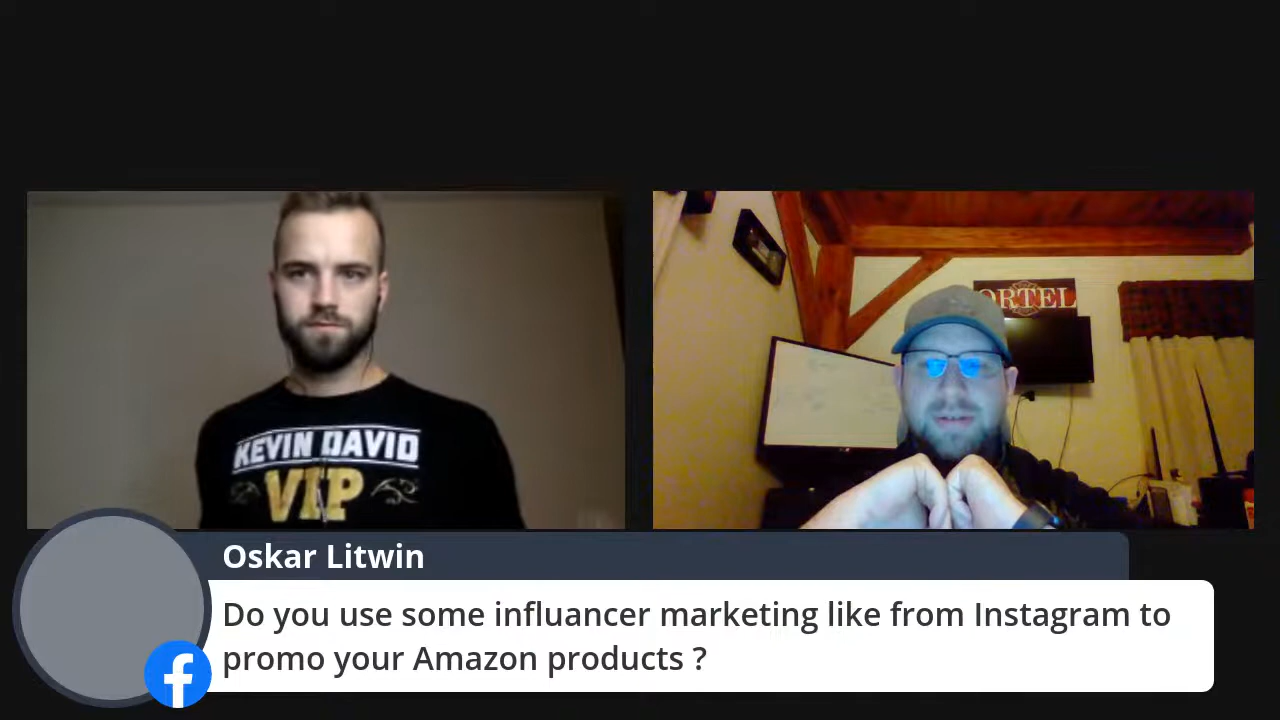 ORTEL
KEVIN DAVID
VIP
Oskar Litwin
Do you use some influancer marketing like from Instagram to
promo your Amazon products ?